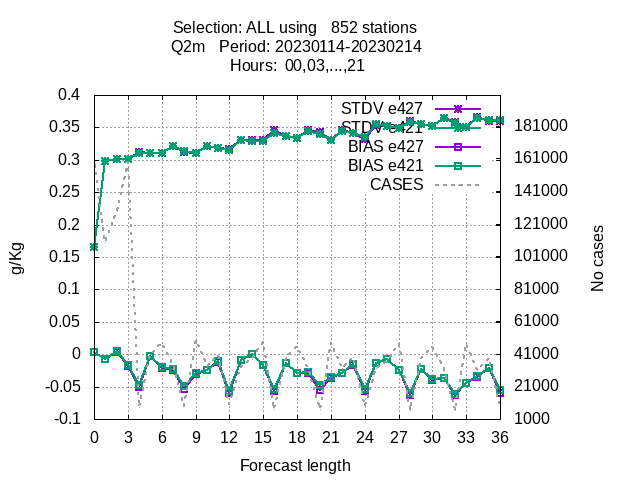 Selection: ALL using   852 stations
Q2m   Period: 20230114-20230214
Hours:  00,03,...,21
STDV e427
STDV e421
BIAS e427
BIAS e421
CASES
0.4
0.35
0.3
0.25
0.2
0.15
0.1
0.05
0
-0.05
-0.1
g/Kg
181000
161000
141000
121000
101000
81000
61000
41000
21000
1000
No cases
0 3 6 9 12 15 18 21 24 27 30 33 36
Forecast length